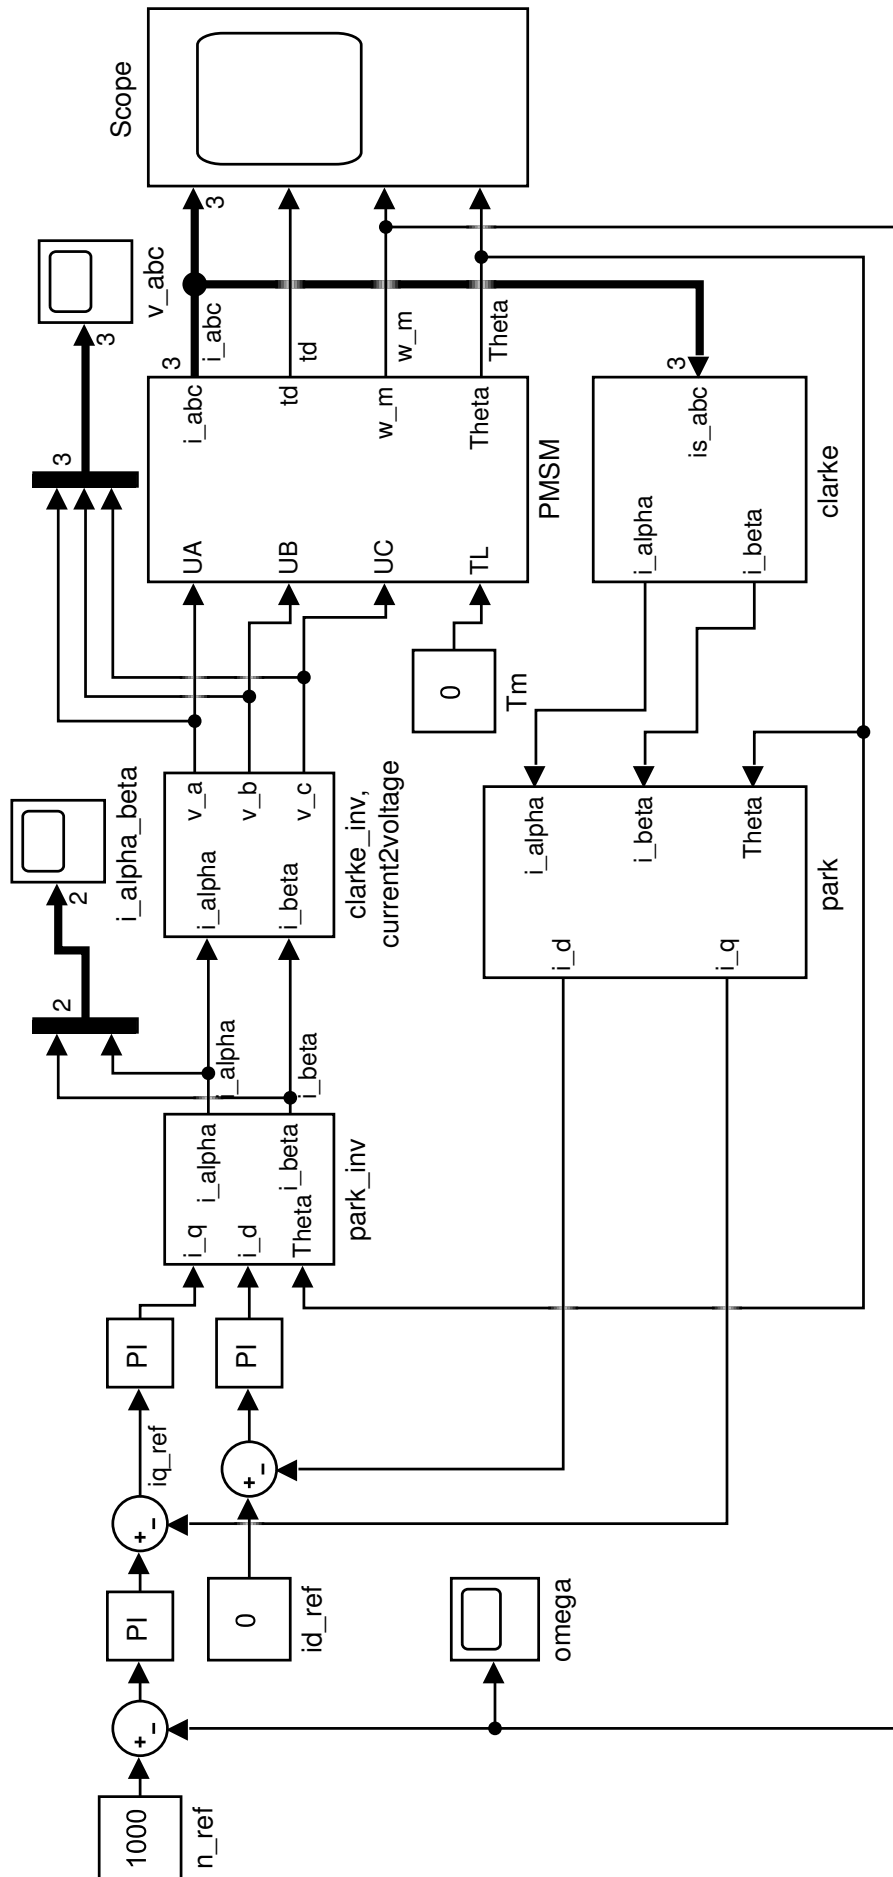 1000
n_ref
+
-
PI
+
-
iq_ref
PI
0
id_ref
+
-
PI
omega
i_q
i_d
Theta
i_alpha
i_beta
park_inv
i_alpha
i_beta
2
2
i_alpha_beta
i_alpha
i_beta
v_a
v_b
v_c
clarke_inv,
current2voltage
3
3
v_abc
0
Tm
UA
UB
UC
TL
i_abc
td
w_m
Theta
PMSM
3
i_abc
td
w_m
Theta
3
Scope
i_d
i_q
i_alpha
i_beta
Theta
park
i_alpha
i_beta
is_abc
3
clarke